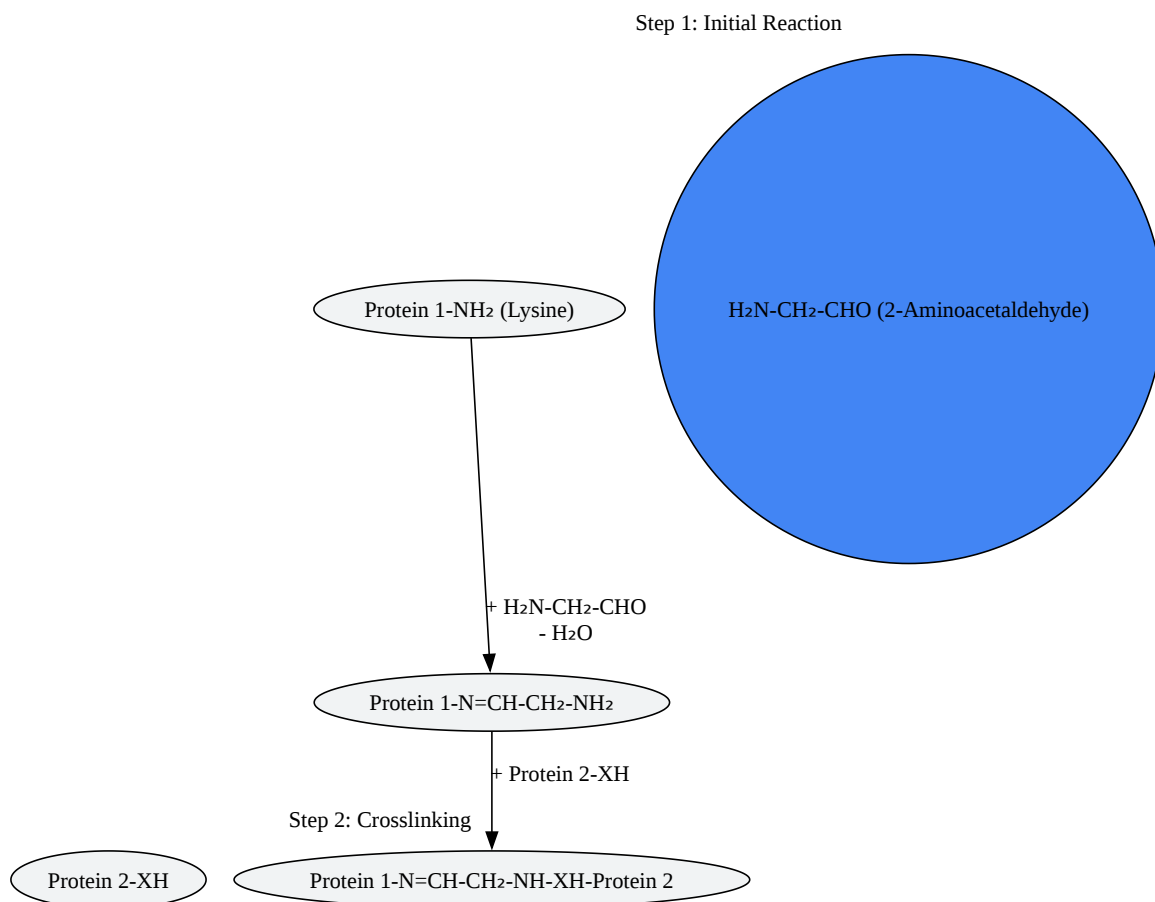 Step 1: Initial Reaction
Protein 1-NH₂ (Lysine)
H₂N-CH₂-CHO (2-Aminoacetaldehyde)
+ H₂N-CH₂-CHO
- H₂O
Protein 1-N=CH-CH₂-NH₂
+ Protein 2-XH
Step 2: Crosslinking
Protein 2-XH
Protein 1-N=CH-CH₂-NH-XH-Protein 2